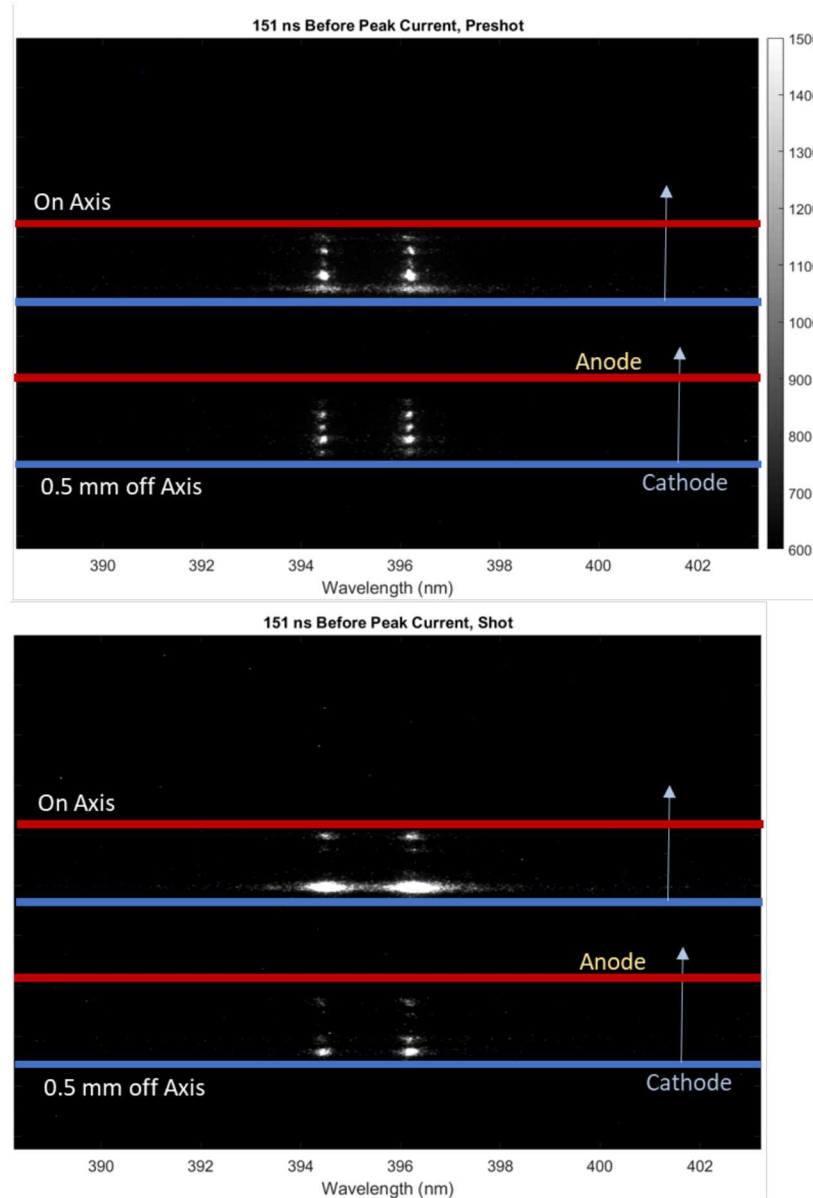 151 ns Before Peak Current, Preshot
1500
1400
1300
1200
1100
1000
900
800
700
600
On Axis
Anode
Cathode
0.5 mm off Axis
390 392 394 396 398 400 402
Wavelength (nm)
151 ns Before Peak Current, Shot
On Axis
Anode
Cathode
0.5 mm off Axis
390 392 394 396 398 400 402
Wavelength (nm)